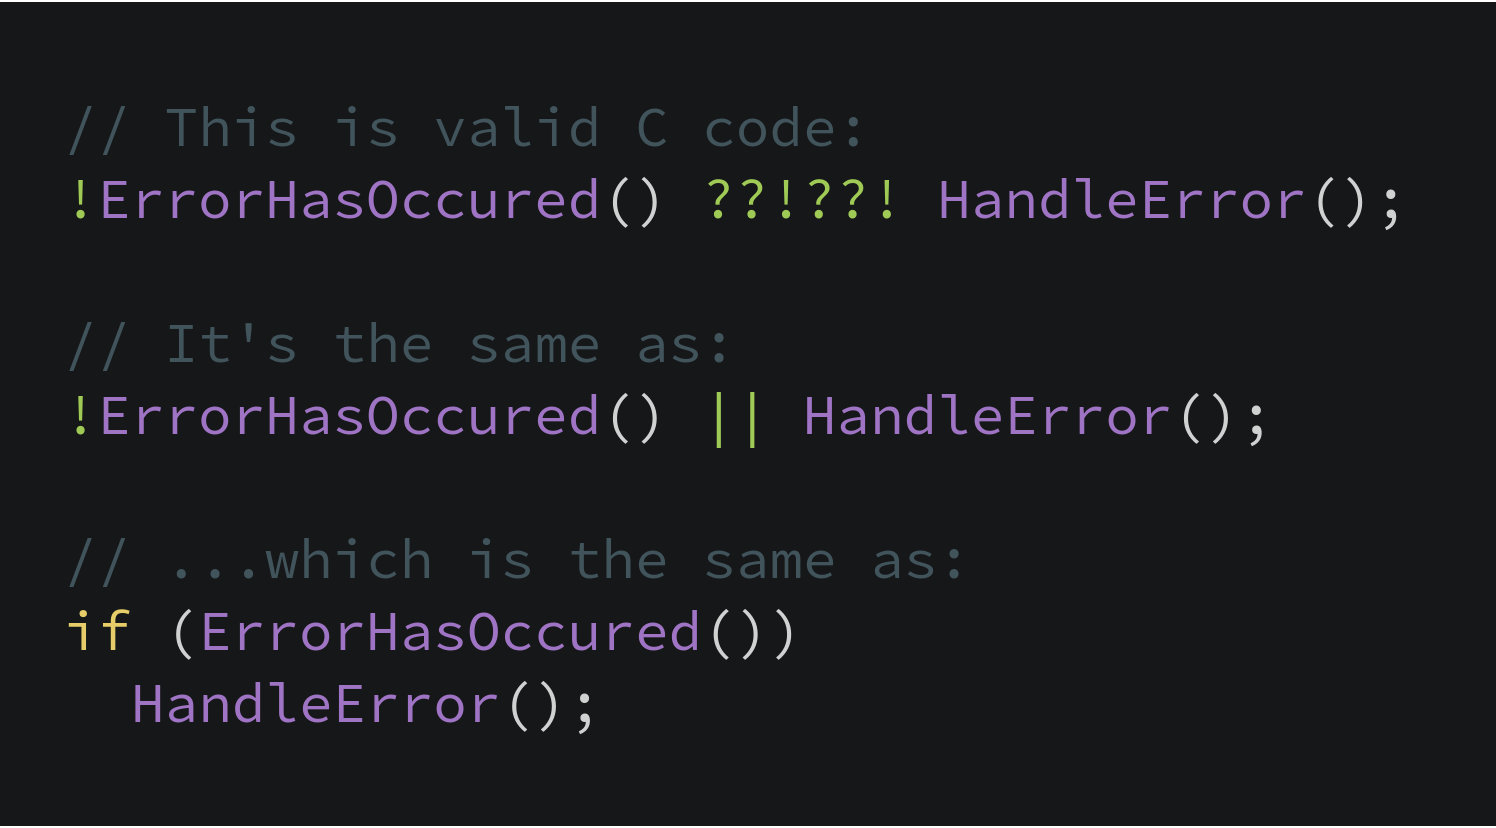 // This is valid C code:
!ErrorHasOccured() ??!??! HandleError();
// It's the same as:
!ErrorHasOccured() || HandleError();
// ...which is the same as:
if (ErrorHasOccured())
  HandleError();